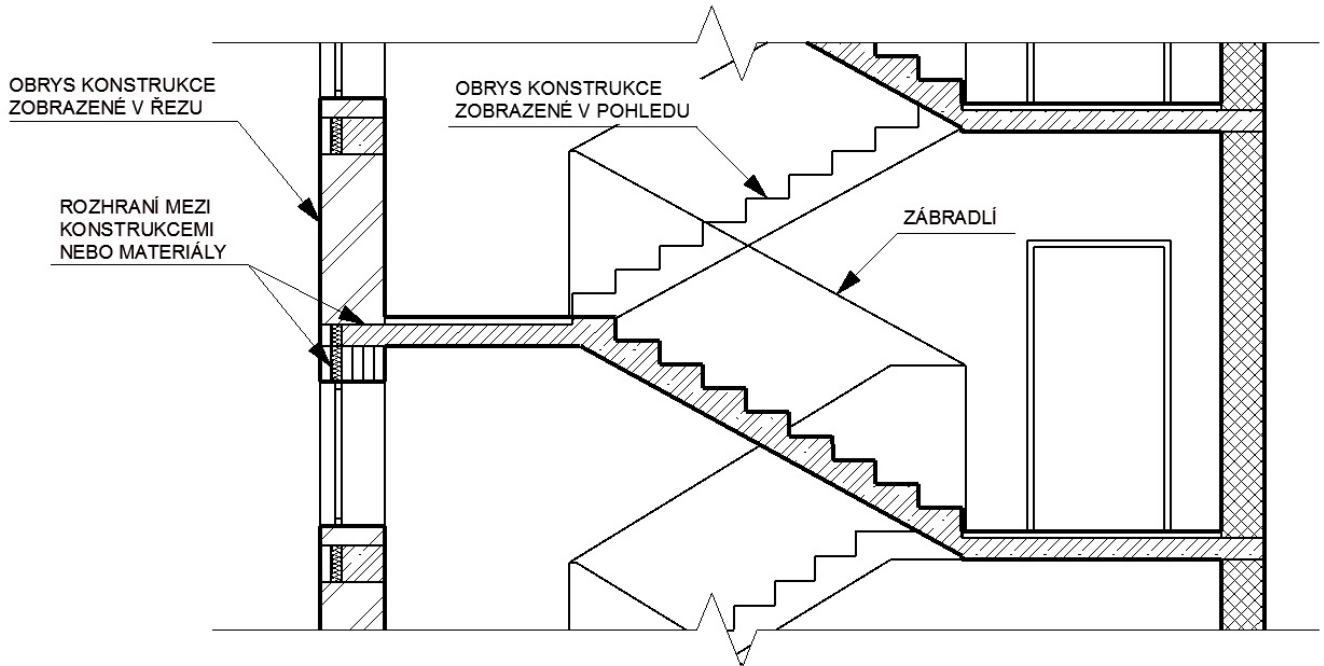 OBRYS KONSTRUKCE
ZOBRAZENÉ V ŘEZU
OBRYS KONSTRUKCE
ZOBRAZENÉ V POHLEDU
ROZHRANÍ MEZI
KONSTRUKCEMI
NEBO MATERIÁLY
ZÁBRADLÍ